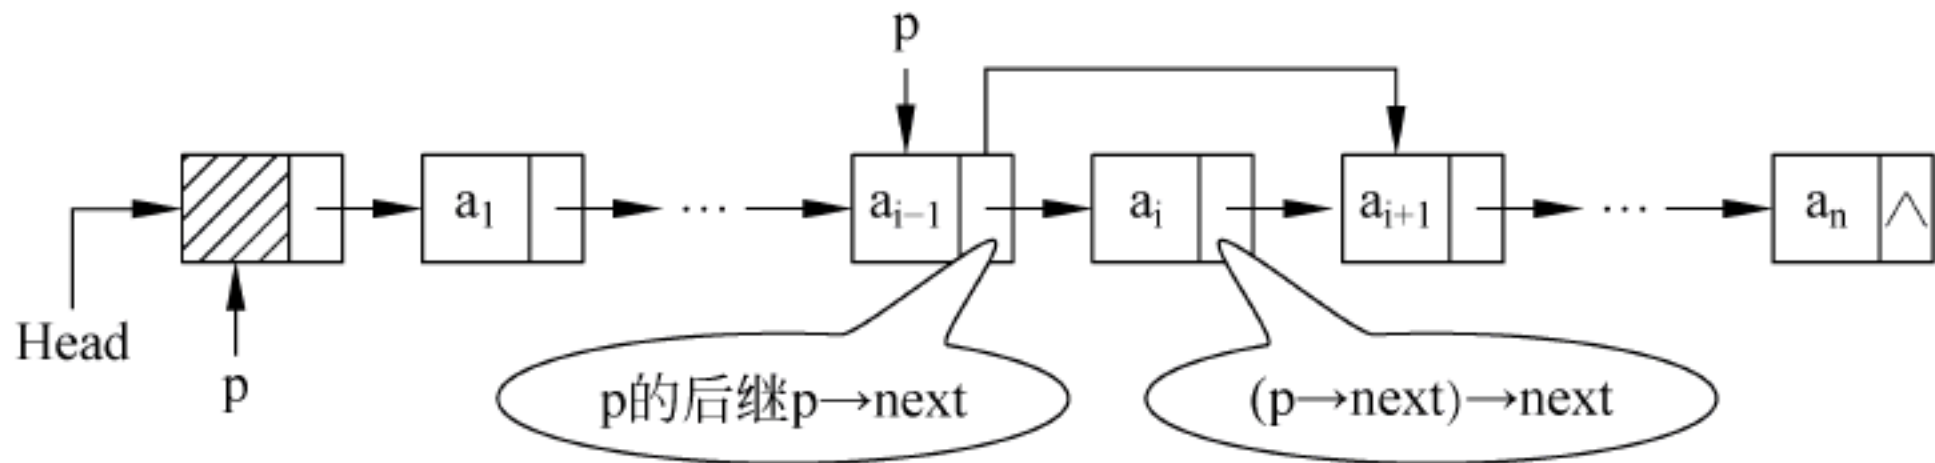 p
a₁
…
aᵢ₋₁
aᵢ
aᵢ₊₁
…
aₙ
∧
Head
p
p的后继p→next
(p→next)→next